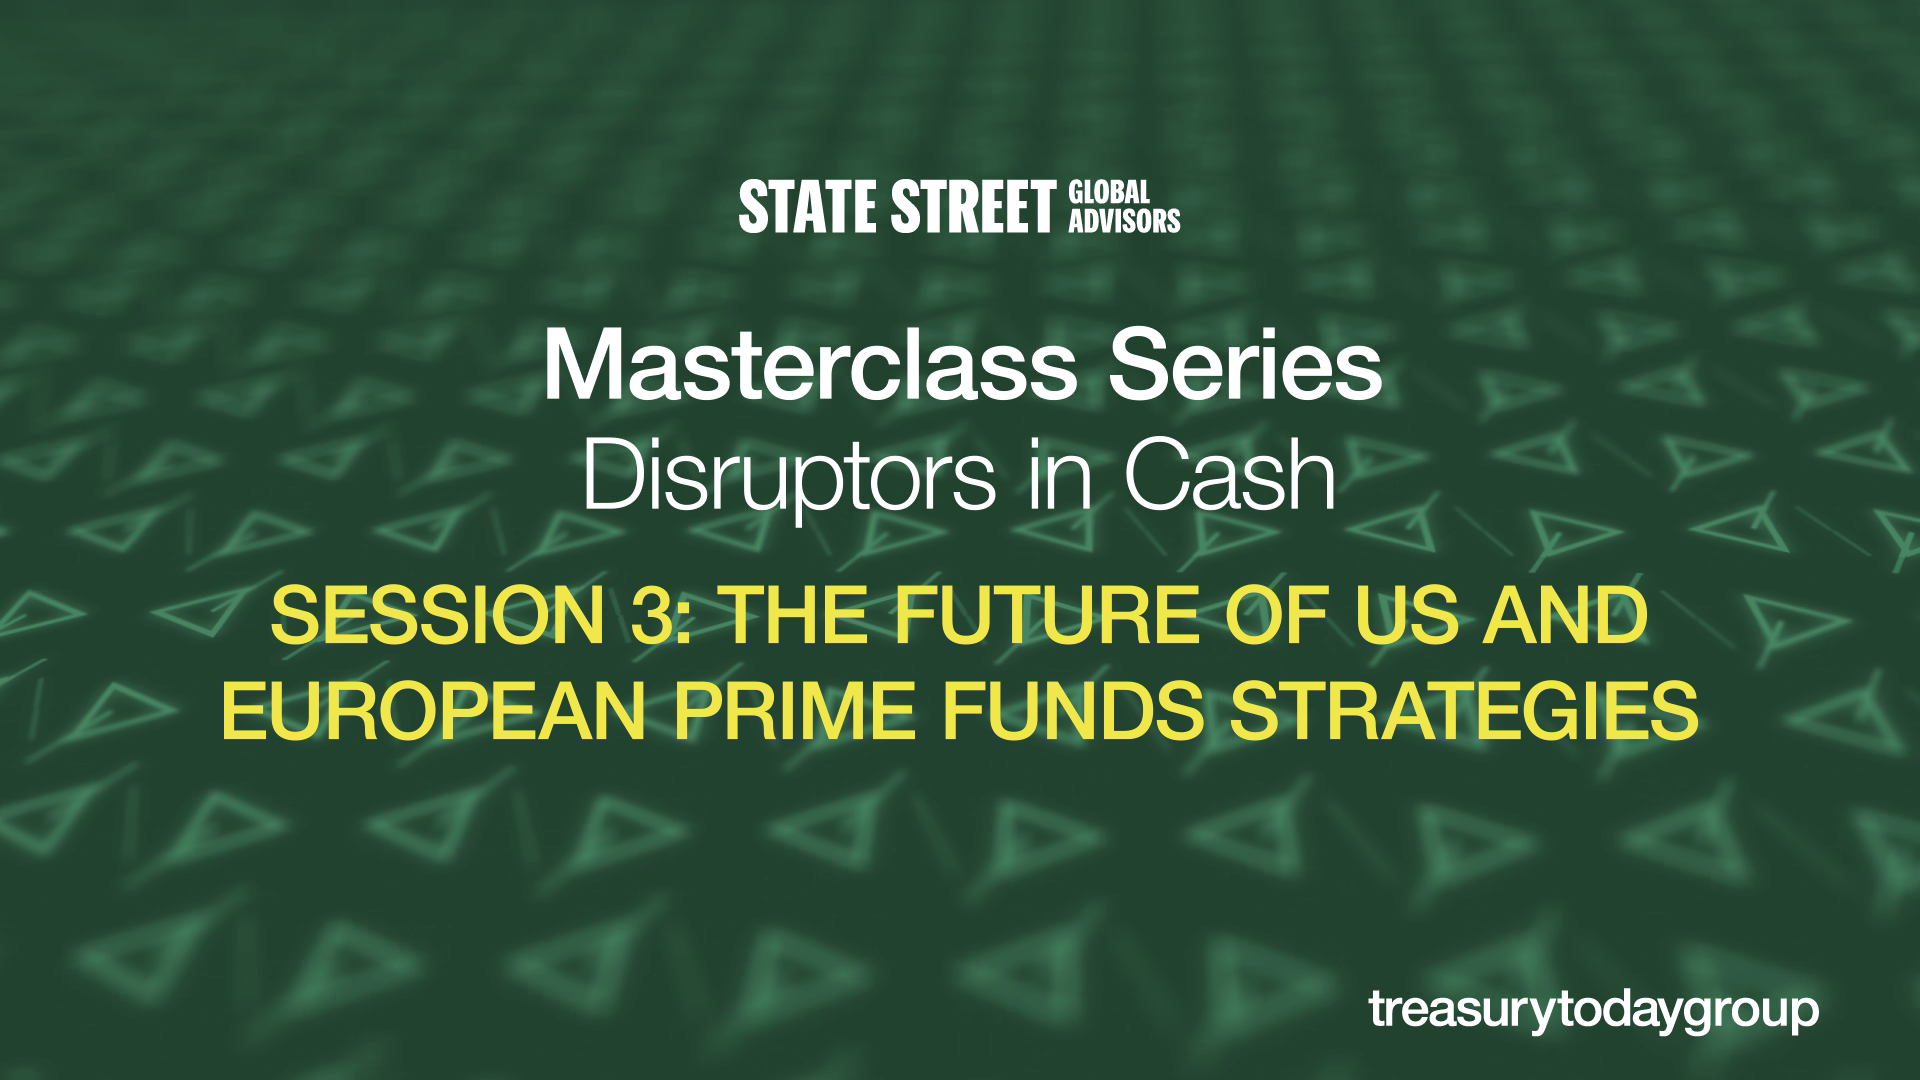 STATE STREET GLOBAL ADVISORS
Masterclass Series
Disruptors in Cash
SESSION 3: THE FUTURE OF US AND
EUROPEAN PRIME FUNDS STRATEGIES
treasurytodaygroup